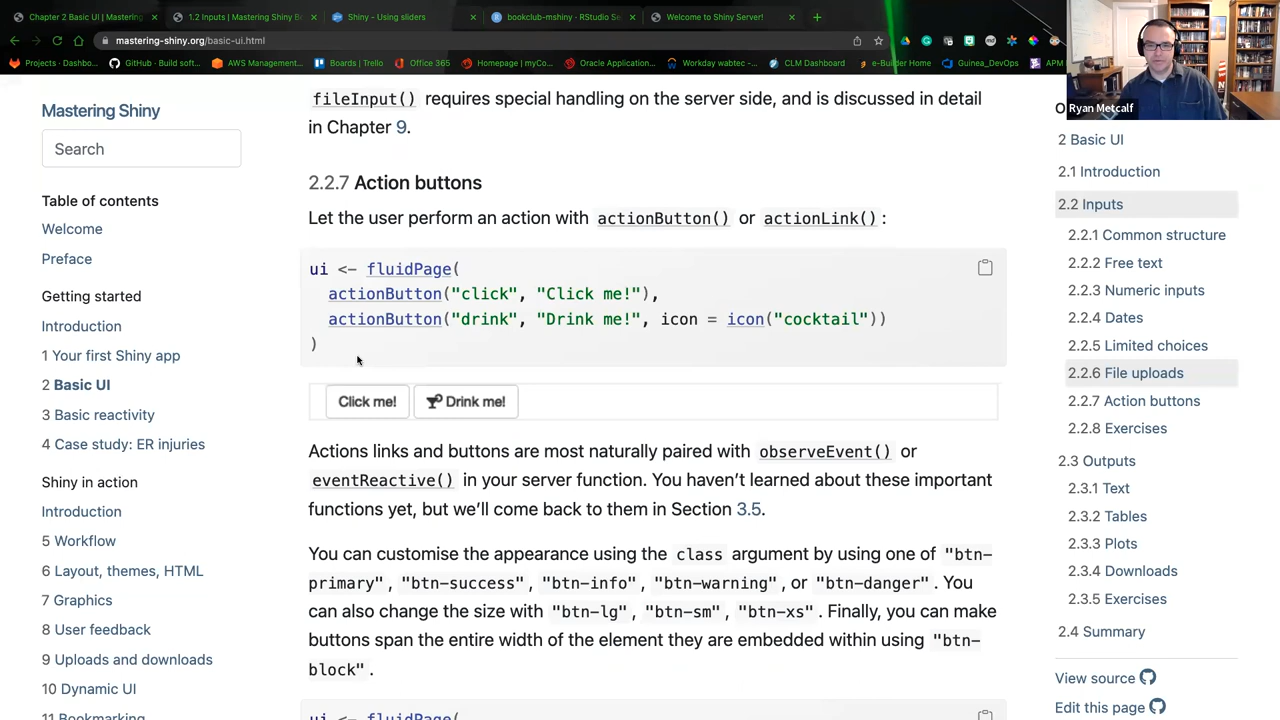 Chapter 2 Basic UI | Mastering
1.2 Inputs | Mastering Shiny B
Shiny - Using sliders
bookclub-mshiny - RStudio Se
Welcome to Shiny Server!
mastering-shiny.org/basic-ui.html
Projects · Dashbo...
GitHub · Build soft...
AWS Management...
Boards | Trello
Office 365
Homepage | myCo...
Oracle Application...
Workday wabtec -...
CLM Dashboard
e-Builder Home
Guinea_DevOps
APM
Ryan Metcalf
Mastering Shiny
Search
Table of contents
Welcome
Preface
Getting started
Introduction
1 Your first Shiny app
2 Basic UI
3 Basic reactivity
4 Case study: ER injuries
Shiny in action
Introduction
5 Workflow
6 Layout, themes, HTML
7 Graphics
8 User feedback
9 Uploads and downloads
10 Dynamic UI
11 Bookmarking
fileInput() requires special handling on the server side, and is discussed in detail
in Chapter 9.
2.2.7 Action buttons
Let the user perform an action with actionButton() or actionLink():
ui <- fluidPage(
actionButton("click", "Click me!"),
actionButton("drink", "Drink me!", icon = icon("cocktail"))
)
Click me!
Drink me!
Actions links and buttons are most naturally paired with observeEvent() or
eventReactive() in your server function. You haven't learned about these important
functions yet, but we'll come back to them in Section 3.5.
You can customise the appearance using the class argument by using one of "btn-
primary", "btn-success", "btn-info", "btn-warning", or "btn-danger". You
can also change the size with "btn-lg", "btn-sm", "btn-xs". Finally, you can make
buttons span the entire width of the element they are embedded within using "btn-
block".
ui <- fluidPage(
O
2 Basic UI
2.1 Introduction
2.2 Inputs
2.2.1 Common structure
2.2.2 Free text
2.2.3 Numeric inputs
2.2.4 Dates
2.2.5 Limited choices
2.2.6 File uploads
2.2.7 Action buttons
2.2.8 Exercises
2.3 Outputs
2.3.1 Text
2.3.2 Tables
2.3.3 Plots
2.3.4 Downloads
2.3.5 Exercises
2.4 Summary
View source
Edit this page